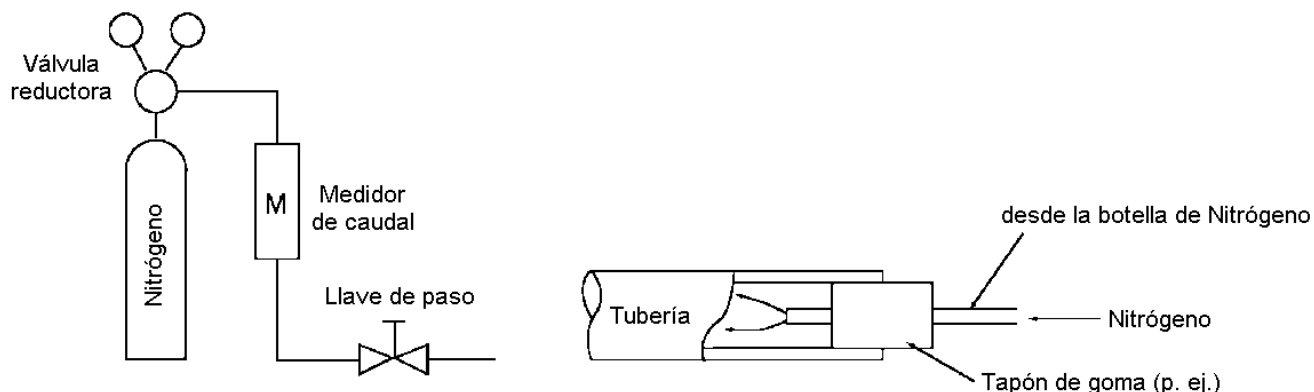 Válvula
reductora
Nitrógeno
M
Medidor
de caudal
Llave de paso
Tubería
desde la botella de Nitrógeno
Nitrógeno
Tapón de goma (p. ej.)